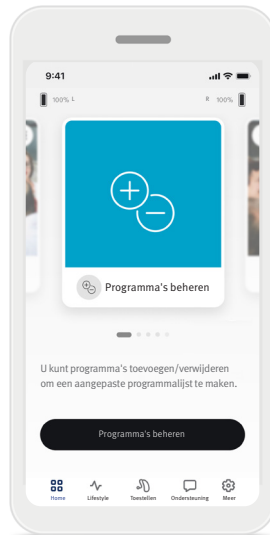 9:41
100% L R 100%
Programma's beheren
U kunt programma's toevoegen/verwijderen
om een aangepaste programmalijst te maken.
Programma's beheren
Home Lifestyle Toestellen Ondersteuning Meer